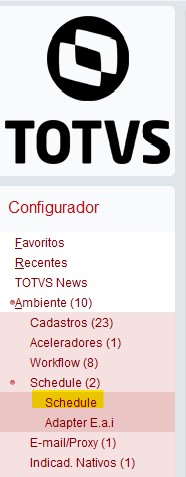 TOTVS
Configurador
Favoritos
Recentes
TOTVS News
Ambiente (10)
Cadastros (23)
Aceleradores (1)
Workflow (8)
Schedule (2)
Schedule
Adapter E.a.i
E-mail/Proxy (1)
Indicad. Nativos (1)